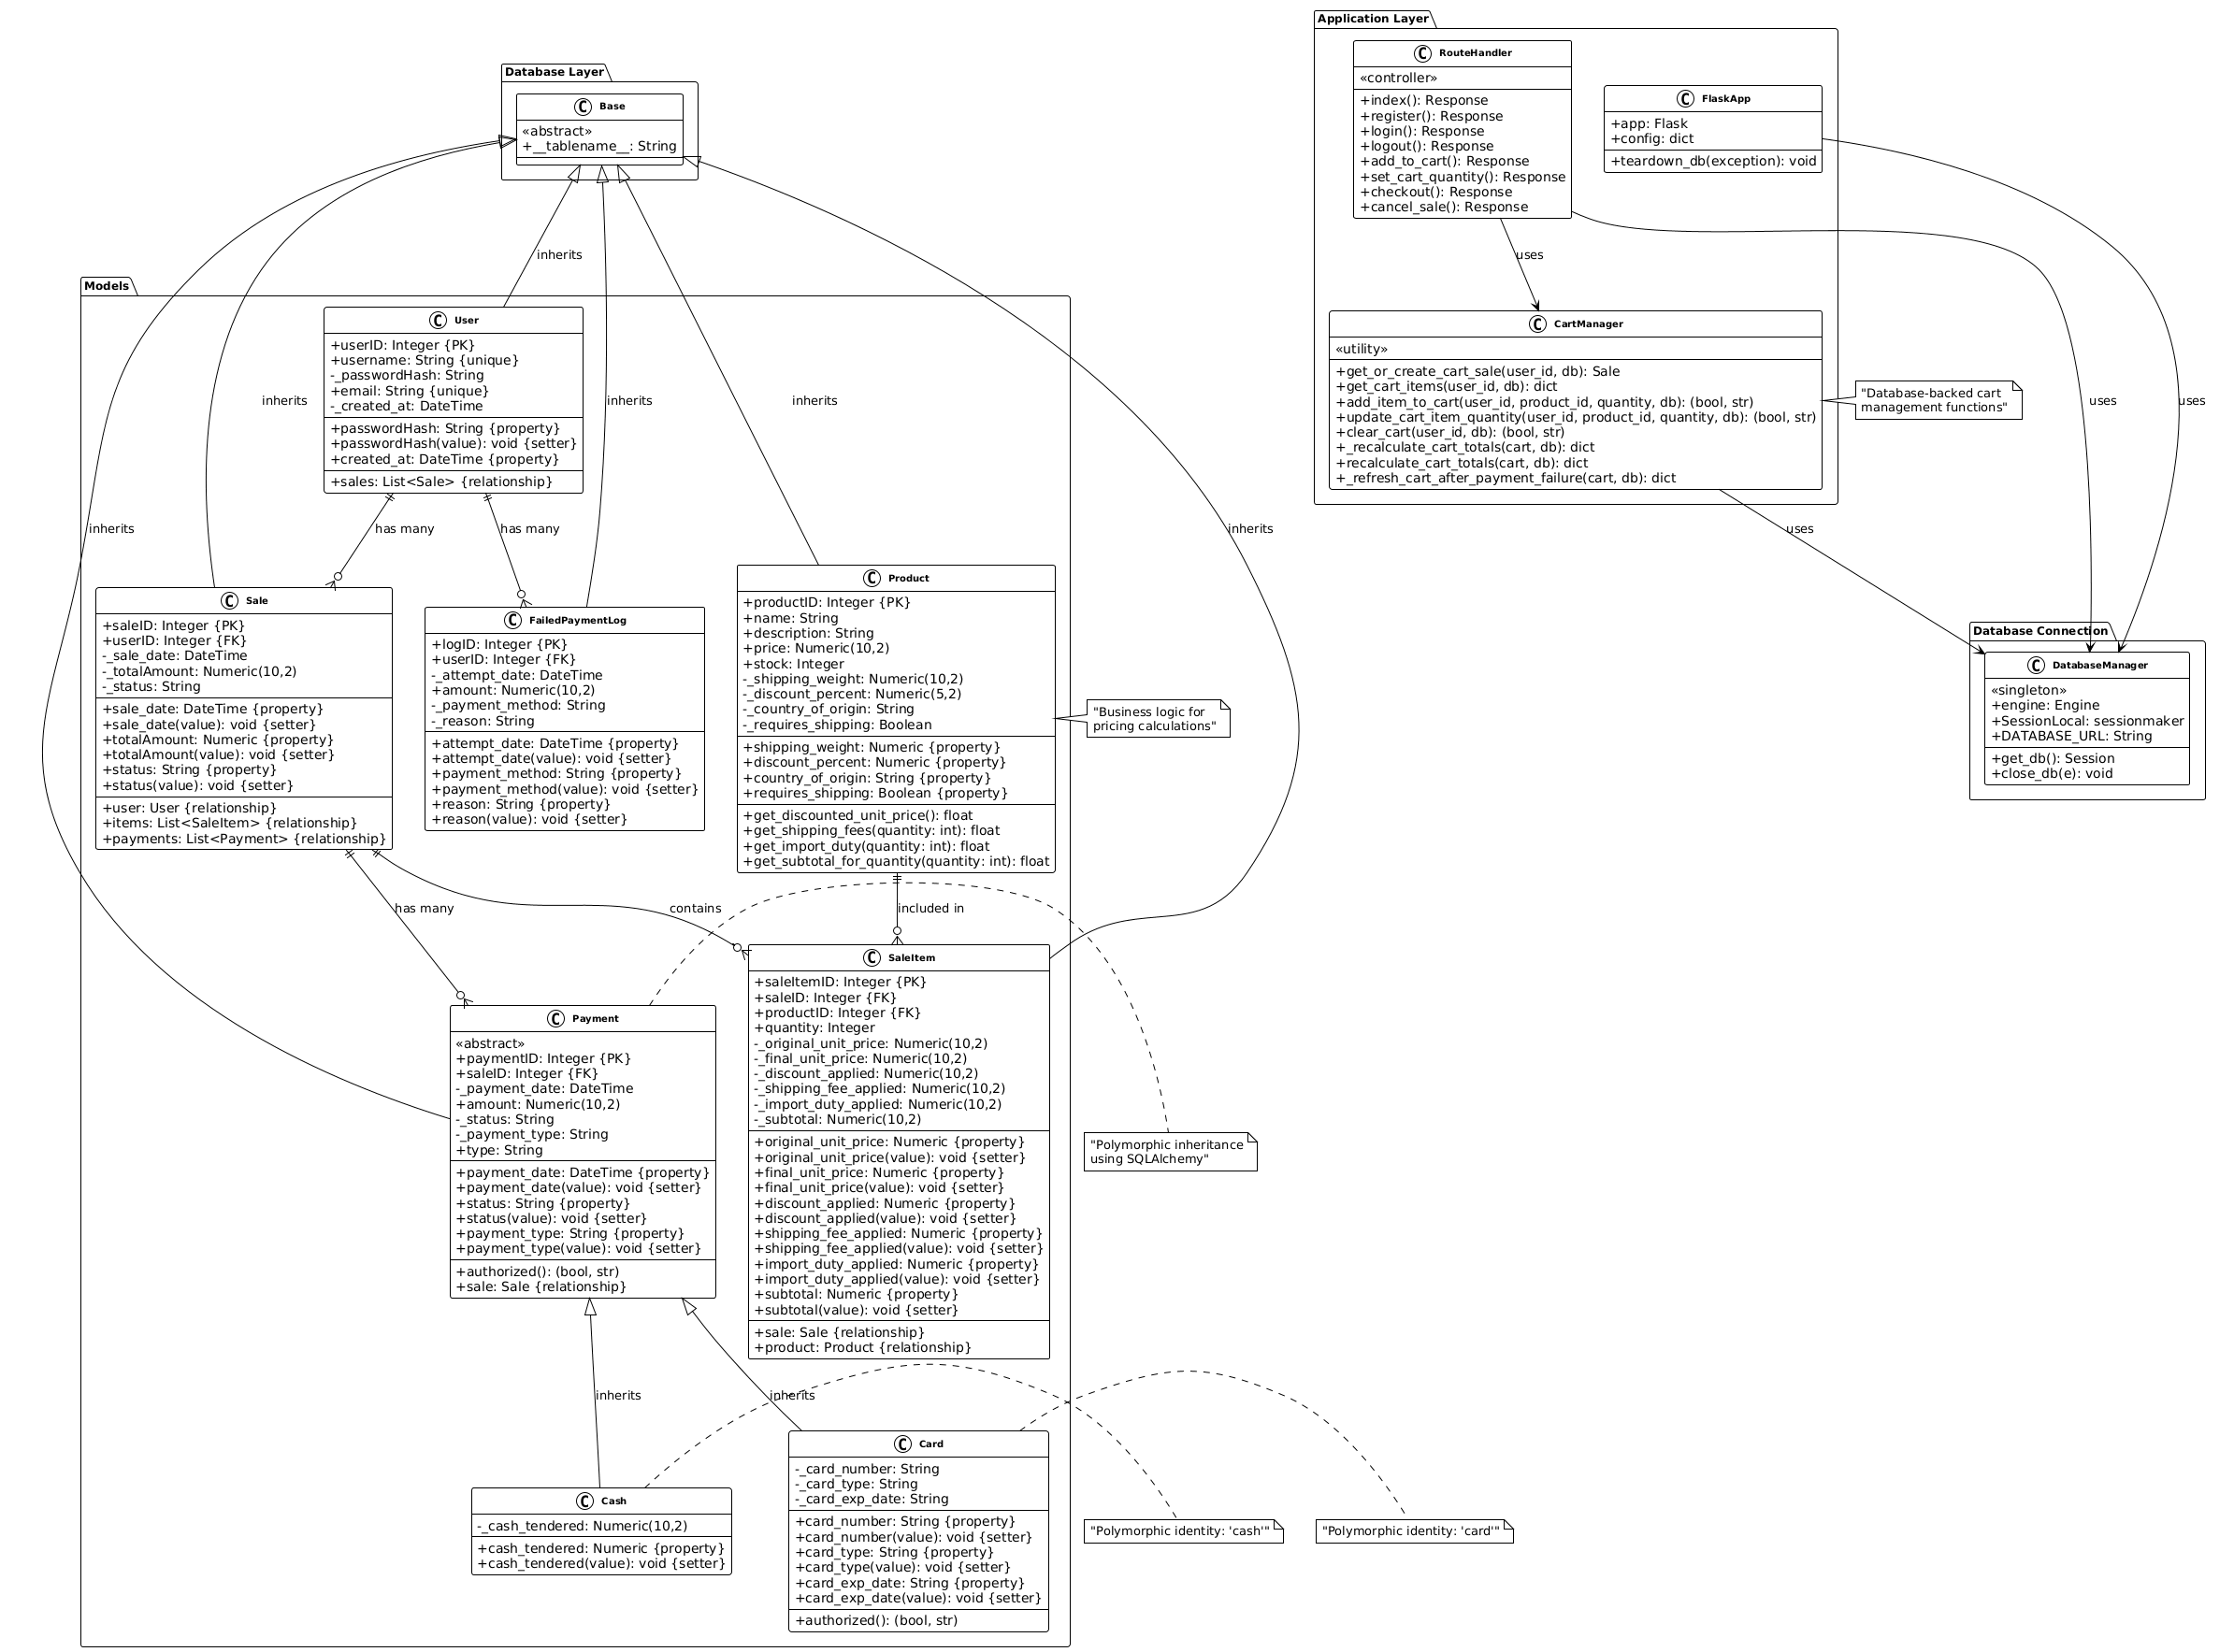 Application Layer
RouteHandler
«controller»
+index(): Response
+register(): Response
+login(): Response
+logout(): Response
+add_to_cart(): Response
+set_cart_quantity(): Response
+checkout(): Response
+cancel_sale(): Response
FlaskApp
+app: Flask
+config: dict
+teardown_db(exception): void
Database Layer
Base
«abstract»
+__tablename__: String
inherits
uses
Models
User
+userID: Integer {PK}
+username: String {unique}
-_passwordHash: String
+email: String {unique}
-_created_at: DateTime
+passwordHash: String {property}
+passwordHash(value): void {setter}
+created_at: DateTime {property}
+sales: List<Sale> {relationship}
CartManager
«utility»
+get_or_create_cart_sale(user_id, db): Sale
+get_cart_items(user_id, db): dict
+add_item_to_cart(user_id, product_id, quantity, db): (bool, str)
+update_cart_item_quantity(user_id, product_id, quantity, db): (bool, str)
+clear_cart(user_id, db): (bool, str)
+_recalculate_cart_totals(cart, db): dict
+recalculate_cart_totals(cart, db): dict
+_refresh_cart_after_payment_failure(cart, db): dict
"Database-backed cart
management functions"
inherits
inherits
inherits
uses
uses
inherits
has many
has many
inherits
uses
Sale
+saleID: Integer {PK}
+userID: Integer {FK}
-_sale_date: DateTime
-_totalAmount: Numeric(10,2)
-_status: String
+sale_date: DateTime {property}
+sale_date(value): void {setter}
+totalAmount: Numeric {property}
+totalAmount(value): void {setter}
+status: String {property}
+status(value): void {setter}
+user: User {relationship}
+items: List<SaleItem> {relationship}
+payments: List<Payment> {relationship}
FailedPaymentLog
+logID: Integer {PK}
+userID: Integer {FK}
-_attempt_date: DateTime
+amount: Numeric(10,2)
-_payment_method: String
-_reason: String
+attempt_date: DateTime {property}
+attempt_date(value): void {setter}
+payment_method: String {property}
+payment_method(value): void {setter}
+reason: String {property}
+reason(value): void {setter}
Product
+productID: Integer {PK}
+name: String
+description: String
+price: Numeric(10,2)
+stock: Integer
-_shipping_weight: Numeric(10,2)
-_discount_percent: Numeric(5,2)
-_country_of_origin: String
-_requires_shipping: Boolean
+shipping_weight: Numeric {property}
+discount_percent: Numeric {property}
+country_of_origin: String {property}
+requires_shipping: Boolean {property}
+get_discounted_unit_price(): float
+get_shipping_fees(quantity: int): float
+get_import_duty(quantity: int): float
+get_subtotal_for_quantity(quantity: int): float
"Business logic for
pricing calculations"
Database Connection
DatabaseManager
«singleton»
+engine: Engine
+SessionLocal: sessionmaker
+DATABASE_URL: String
+get_db(): Session
+close_db(e): void
has many
contains
included in
Payment
«abstract»
+paymentID: Integer {PK}
+saleID: Integer {FK}
-_payment_date: DateTime
+amount: Numeric(10,2)
-_status: String
-_payment_type: String
+type: String
+payment_date: DateTime {property}
+payment_date(value): void {setter}
+status: String {property}
+status(value): void {setter}
+payment_type: String {property}
+payment_type(value): void {setter}
+authorized(): (bool, str)
+sale: Sale {relationship}
SaleItem
+saleItemID: Integer {PK}
+saleID: Integer {FK}
+productID: Integer {FK}
+quantity: Integer
-_original_unit_price: Numeric(10,2)
-_final_unit_price: Numeric(10,2)
-_discount_applied: Numeric(10,2)
-_shipping_fee_applied: Numeric(10,2)
-_import_duty_applied: Numeric(10,2)
-_subtotal: Numeric(10,2)
+original_unit_price: Numeric {property}
+original_unit_price(value): void {setter}
+final_unit_price: Numeric {property}
+final_unit_price(value): void {setter}
+discount_applied: Numeric {property}
+discount_applied(value): void {setter}
+shipping_fee_applied: Numeric {property}
+shipping_fee_applied(value): void {setter}
+import_duty_applied: Numeric {property}
+import_duty_applied(value): void {setter}
+subtotal: Numeric {property}
+subtotal(value): void {setter}
+sale: Sale {relationship}
+product: Product {relationship}
"Polymorphic inheritance
using SQLAlchemy"
inherits
inherits
Cash
-_cash_tendered: Numeric(10,2)
+cash_tendered: Numeric {property}
+cash_tendered(value): void {setter}
Card
-_card_number: String
-_card_type: String
-_card_exp_date: String
+card_number: String {property}
+card_number(value): void {setter}
+card_type: String {property}
+card_type(value): void {setter}
+card_exp_date: String {property}
+card_exp_date(value): void {setter}
+authorized(): (bool, str)
"Polymorphic identity: 'cash'"
"Polymorphic identity: 'card'"